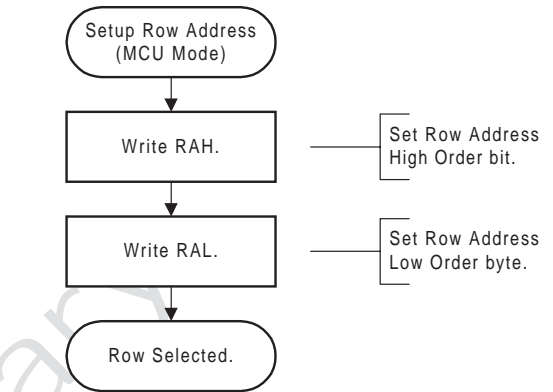 Setup Row Address
(MCU Mode)
Write RAH.
Set Row Address
High Order bit.
Write RAL.
Set Row Address
Low Order byte.
Row Selected.